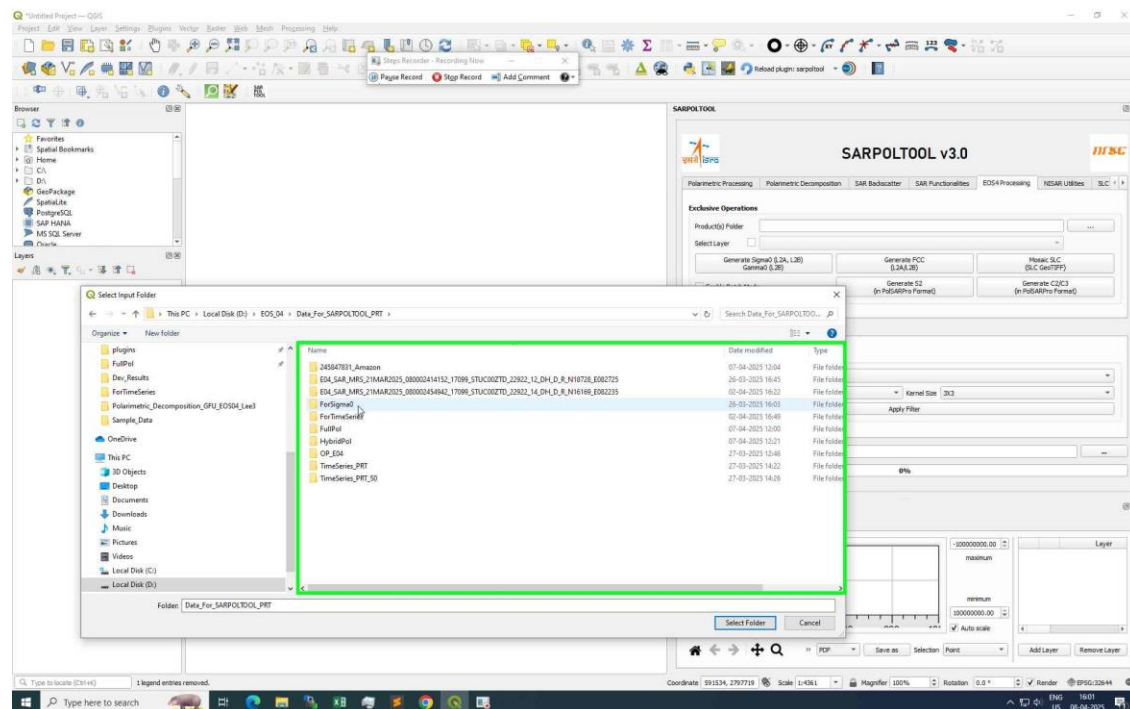 *Untitled Project — QGIS
Project Edit View Layer Settings Plugins Vector Raster Web Mesh Processing Help
Steps Recorder - Recording Now
Pause Record Stop Record Add Comment
Reload plugin: sarpoltool
Browser
Favorites
Spatial Bookmarks
Home
C:\
D:\
GeoPackage
SpatiaLite
PostgreSQL
SAP HANA
MS SQL Server
Oracle
Layers
SARPOLTOOL
इसरो isro
SARPOLTOOL v3.0
nrsc
Polarimetric Processing Polarimetric Decomposition SAR Backscatter SAR Functionalities EOS4 Processing NISAR Utilities SLC
Exclusive Operations
Product(s) Folder ...
Select Layer
Generate Sigma0 (L2A, L2B)
Gamma0 (L2B)
Generate FCC
(L2A/L2B)
Mosaic SLC
(SLC GeoTIFF)
Generate S2
(in PolSARPro Format)
Generate C2/C3
(in PolSARPro Format)
Kernel Size 3X3
Apply Filter
...
0%
Select Input Folder
This PC › Local Disk (D:) › EOS_04 › Data_For_SARPOLTOOL_PRT ›
Search Data_For_SARPOLTOO...
Organize New folder
plugins
FullPol
Dev_Results
ForTimeSeries
Polarimetric_Decomposition_GFU_EOS04_Lee3
Sample_Data
OneDrive
This PC
3D Objects
Desktop
Documents
Downloads
Music
Pictures
Videos
Local Disk (C:)
Local Disk (D:)
Name Date modified Type
245847831_Amazon 07-04-2025 12:04 File folder
E04_SAR_MRS_21MAR2025_080002414152_17099_STUC00ZTD_22922_12_DH_D_R_N18728_E082725 26-03-2025 16:45 File folder
E04_SAR_MRS_21MAR2025_080002454942_17099_STUC00ZTD_22922_14_DH_D_R_N16169_E082235 02-04-2025 16:22 File folder
ForSigma0 26-03-2025 16:03 File folder
ForTimeSeries 02-04-2025 16:49 File folder
FullPol 07-04-2025 12:00 File folder
HybridPol 07-04-2025 12:21 File folder
OP_E04 27-03-2025 12:46 File folder
TimeSeries_PRT 27-03-2025 14:22 File folder
TimeSeries_PRT_S0 27-03-2025 14:28 File folder
Folder: Data_For_SARPOLTOOL_PRT
Select Folder Cancel
-100000000.00
maximum
minimum
100000000.00
Auto scale
Layer
PDF Save as Selection Point Add Layer Remove Layer
Type to locate (Ctrl+K) 1 legend entries removed. Coordinate 591534, 2797719 Scale 1:4361 Magnifier 100% Rotation 0.0 ° Render EPSG:32644
Type here to search
ENG
US
16:01
08-04-2025